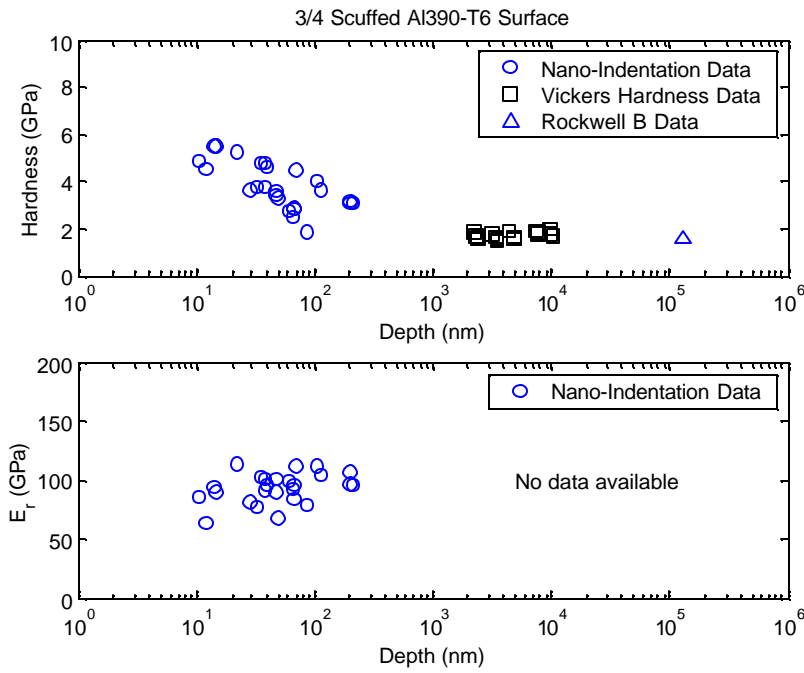 3/4 Scuffed Al390-T6 Surface
10
8
6
4
2
0
Hardness (GPa)
Nano-Indentation Data
Vickers Hardness Data
Rockwell B Data
10^0 10^1 10^2 10^3 10^4 10^5 10^6
Depth (nm)
200
150
100
50
0
E_r (GPa)
Nano-Indentation Data
No data available
10^0 10^1 10^2 10^3 10^4 10^5 10^6
Depth (nm)